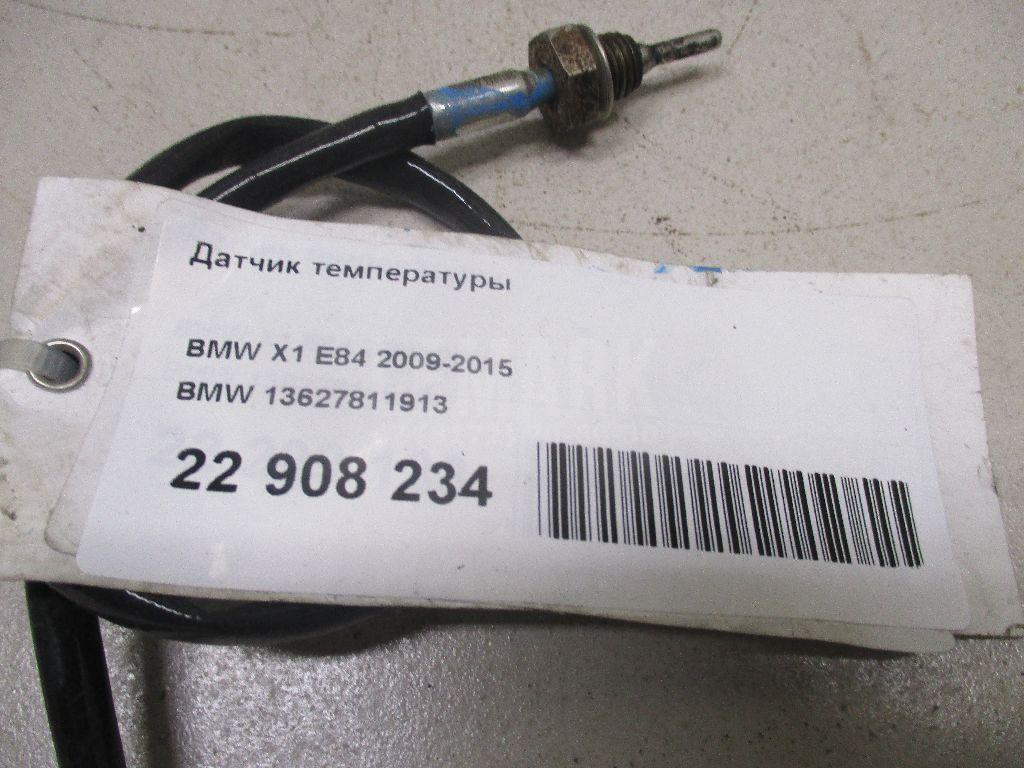 Датчик температуры
BMW X1 E84 2009-2015
BMW 13627811913
22 908 234